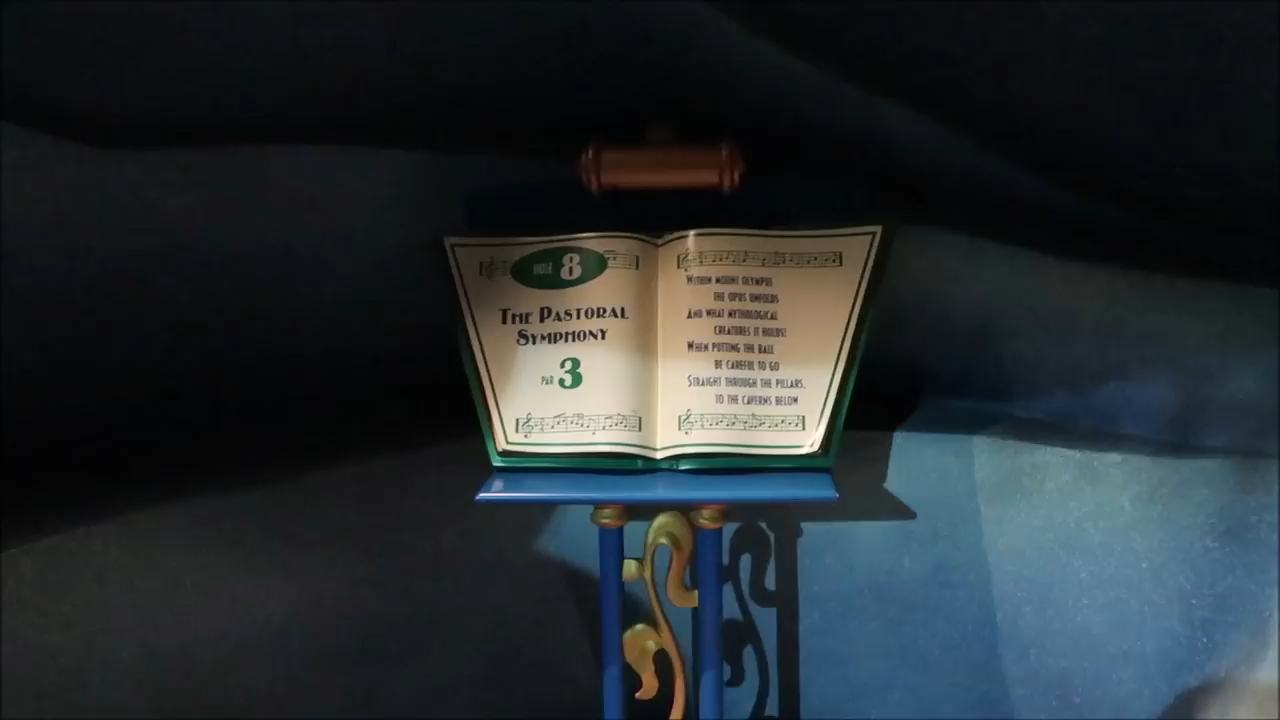 HOLE 8
THE PASTORAL
SYMPHONY
PAR 3
WITHIN MOUNT OLYMPUS
THE OPUS UNFOLDS
AND WHAT MYTHOLOGICAL
CREATURES IT HOLDS!
WHEN PUTTING THE BALL
BE CAREFUL TO GO
STRAIGHT THROUGH THE PILLARS,
TO THE CAVERNS BELOW